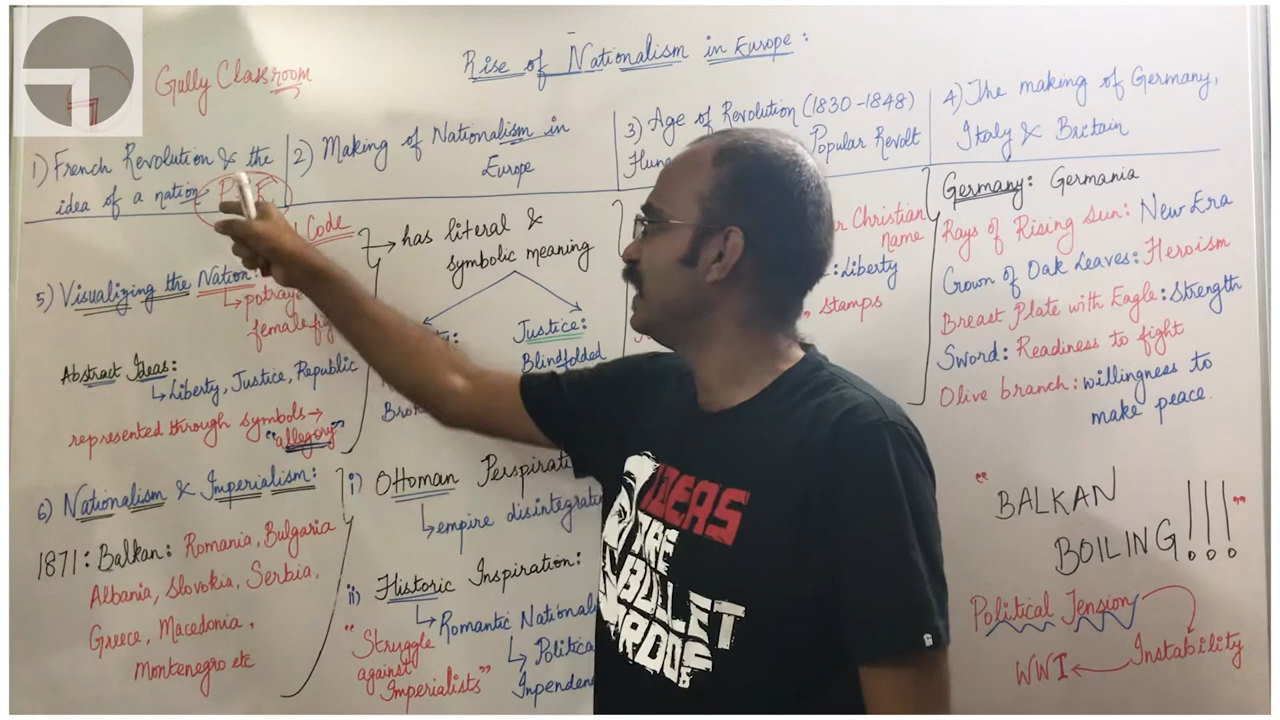 Gully Classroom
Rise of Nationalism in Europe:
1) French Revolution & the
idea of a nation
2) Making of Nationalism in
Europe
3) Age of Revolution (1830-1848)
Popular Revolt
4) The making of Germany,
Italy & Britain
Code
5) Visualizing the Nation:
Abstract Ideas:
Liberty, Justice, Republic
represented through symbols→
"allegory"
→has literal &
symbolic meaning
Justice:
Blindfolded
Christian
Name
:Liberty
stamps
Germany: Germania
Rays of Rising Sun: New Era
Crown of Oak Leaves: Heroism
Breast Plate with Eagle: Strength
Sword: Readiness to fight
Olive branch: willingness to
make peace.
6) Nationalism & Imperialism:
1871: Balkan: Romania, Bulgaria
Albania, Slovokia, Serbia,
Greece, Macedonia,
Montenegro etc
i) Ottoman
empire
ii) Historic Inspiration:
Romantic
"Struggle
against
Imperialists"
"BALKAN
BOILING!!!"
Political Tension
Instability
WWI
IDEAS
ARE
BULLET
PROOF